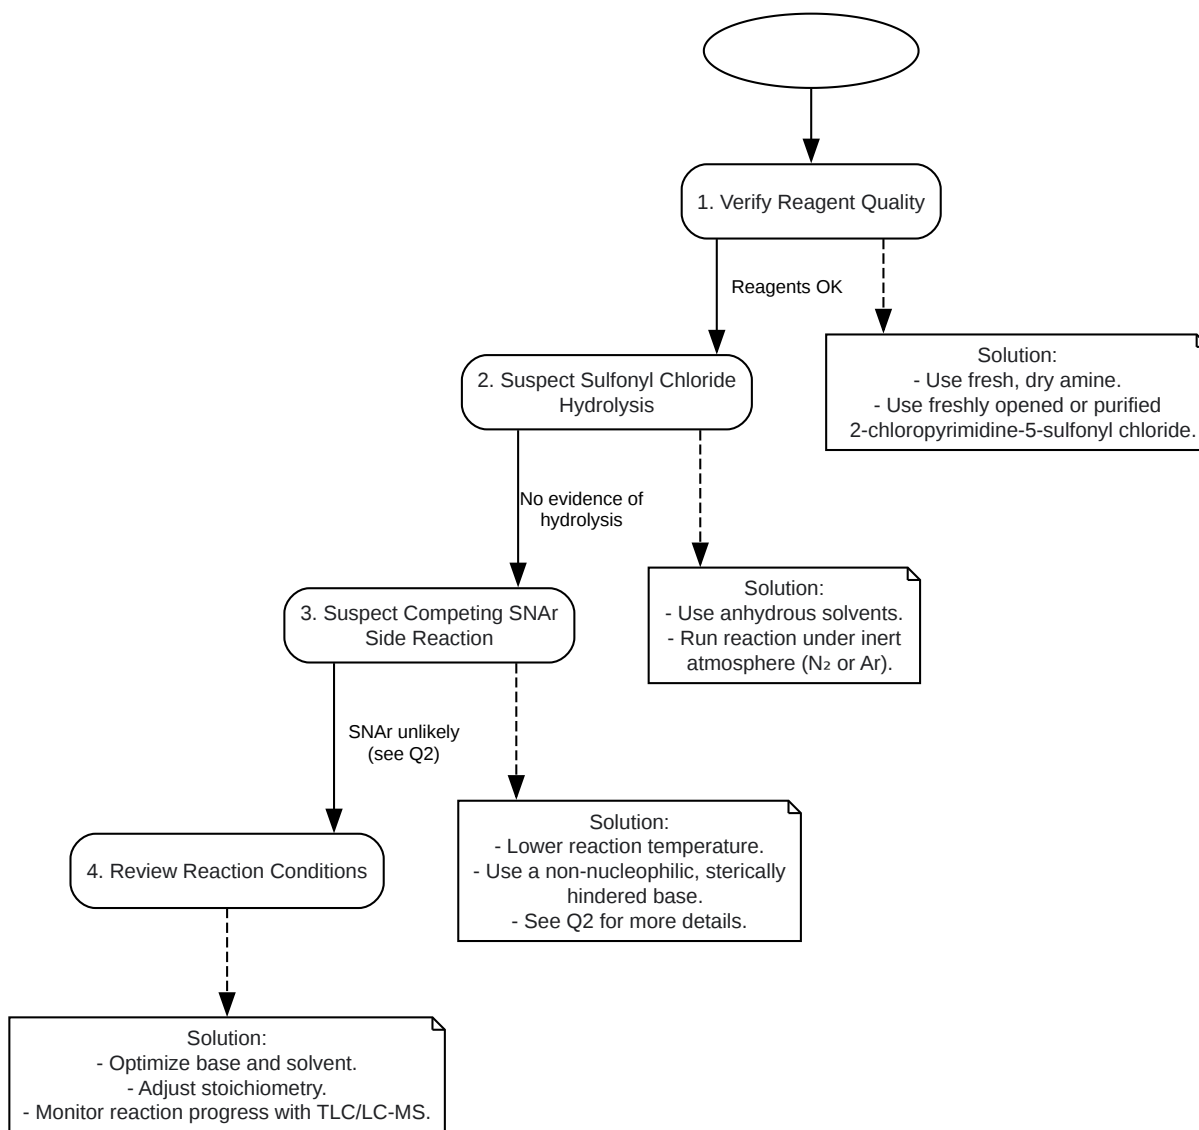 1. Verify Reagent Quality
Reagents OK
Solution:
- Use fresh, dry amine.
- Use freshly opened or purified
2-chloropyrimidine-5-sulfonyl chloride.
2. Suspect Sulfonyl Chloride
Hydrolysis
No evidence of
hydrolysis
Solution:
- Use anhydrous solvents.
- Run reaction under inert
atmosphere (N₂ or Ar).
3. Suspect Competing SNAr
Side Reaction
SNAr unlikely
(see Q2)
Solution:
- Lower reaction temperature.
- Use a non-nucleophilic, sterically
hindered base.
- See Q2 for more details.
4. Review Reaction Conditions
Solution:
- Optimize base and solvent.
- Adjust stoichiometry.
- Monitor reaction progress with TLC/LC-MS.